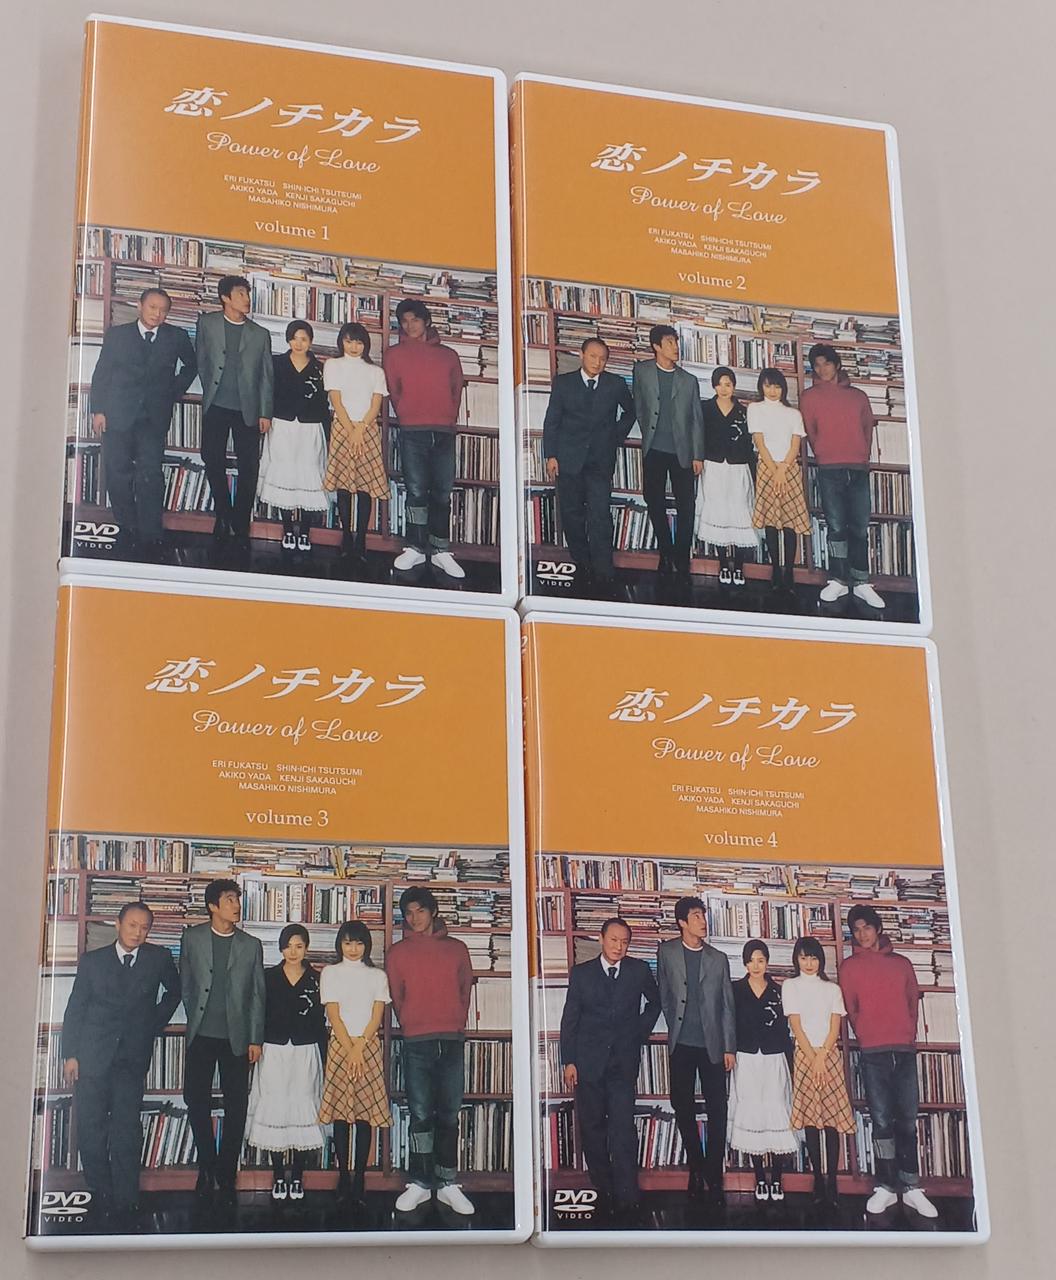 恋ノチカラ
Power of Love
ERI FUKATSU SHIN-ICHI TSUTSUMI
AKIKO YADA KENJI SAKAGUCHI
MASAHIKO NISHIMURA
volume 1
DVD
VIDEO
恋ノチカラ
Power of Love
ERI FUKATSU SHIN-ICHI TSUTSUMI
AKIKO YADA KENJI SAKAGUCHI
MASAHIKO NISHIMURA
volume 2
DVD
VIDEO
恋ノチカラ
Power of Love
ERI FUKATSU SHIN-ICHI TSUTSUMI
AKIKO YADA KENJI SAKAGUCHI
MASAHIKO NISHIMURA
volume 3
DVD
VIDEO
恋ノチカラ
Power of Love
ERI FUKATSU SHIN-ICHI TSUTSUMI
AKIKO YADA KENJI SAKAGUCHI
MASAHIKO NISHIMURA
volume 4
DVD
VIDEO